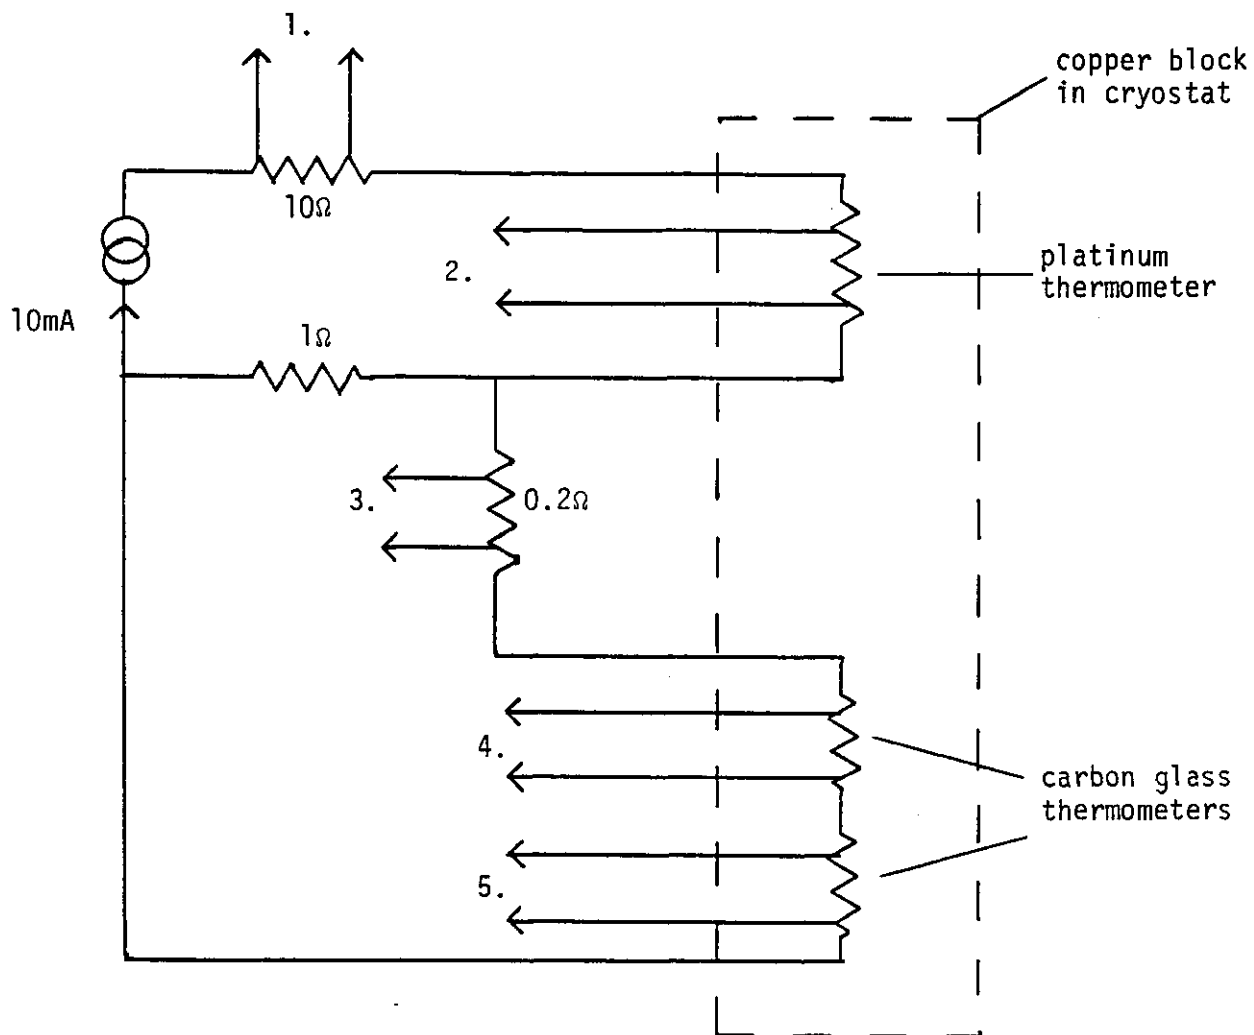 1.
copper block
in cryostat
10Ω
2.
platinum
thermometer
10mA
1Ω
3.
0.2Ω
4.
carbon glass
thermometers
5.